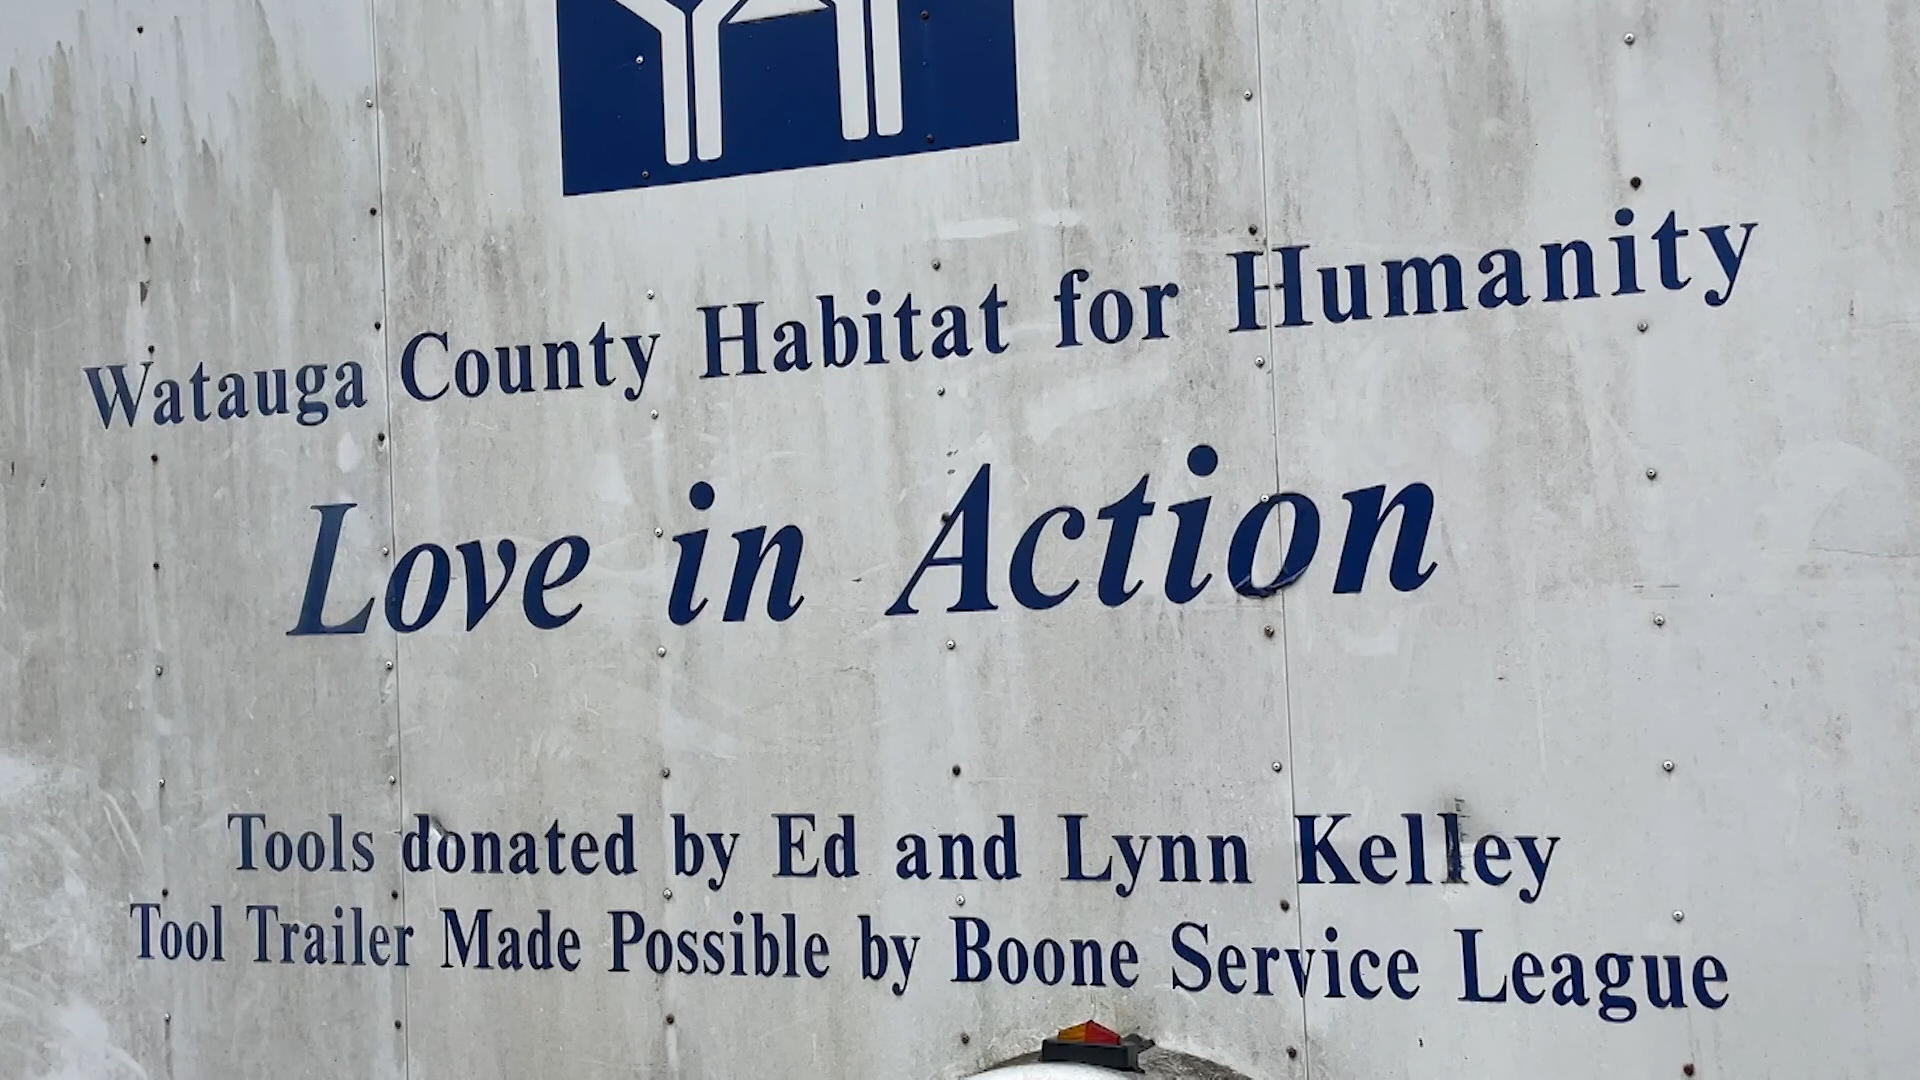 Watauga County Habitat for Humanity
Love in Action
Tools donated by Ed and Lynn Kelley
Tool Trailer Made Possible by Boone Service League